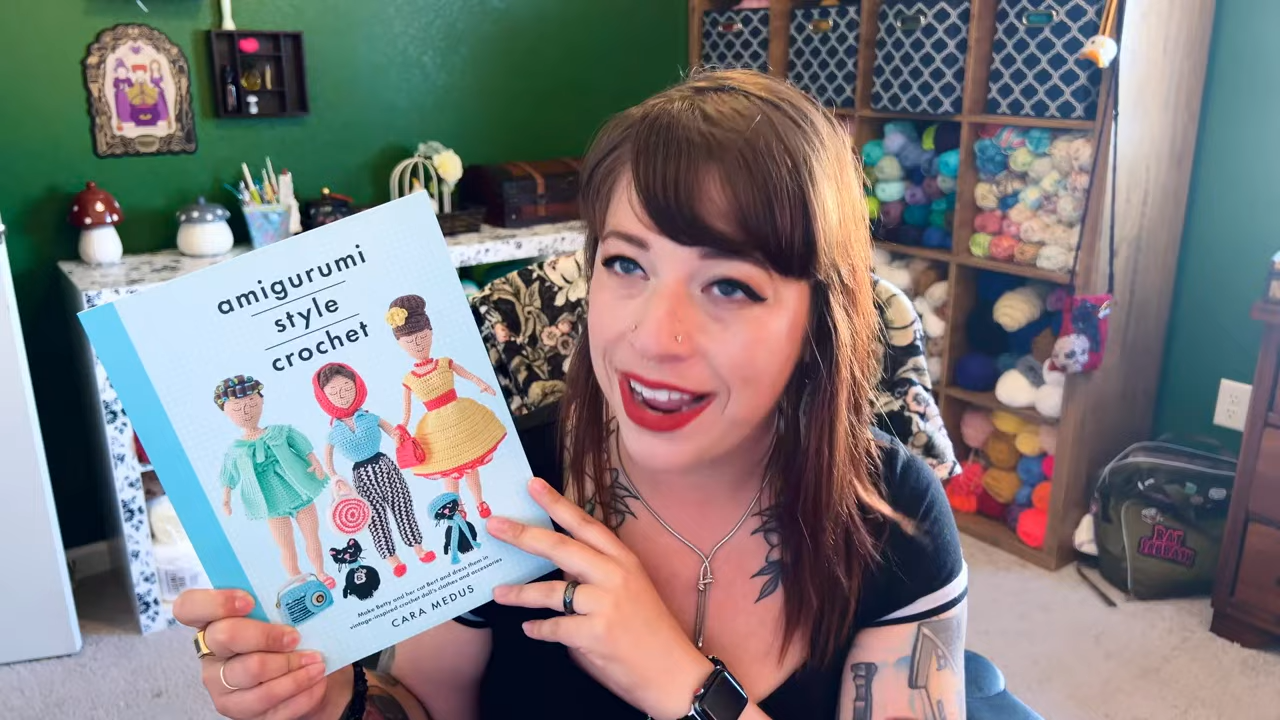 amigurumi
style
crochet
Make Betty and her cat Bert and dress them in
vintage-inspired crochet doll's clothes and accessories
CARA MEDUS